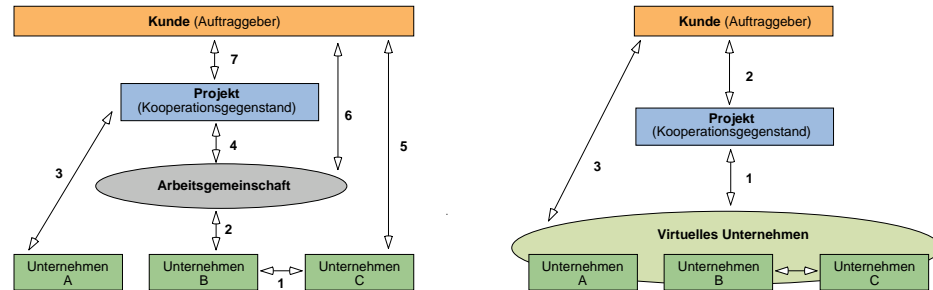 Kunde (Auftraggeber)
7
Projekt
(Kooperationsgegenstand)
6
3
4
5
Arbeitsgemeinschaft
2
Unternehmen
A
Unternehmen
B
1
Unternehmen
C
Kunde (Auftraggeber)
2
Projekt
(Kooperationsgegenstand)
3
1
Virtuelles Unternehmen
Unternehmen
A
Unternehmen
B
Unternehmen
C